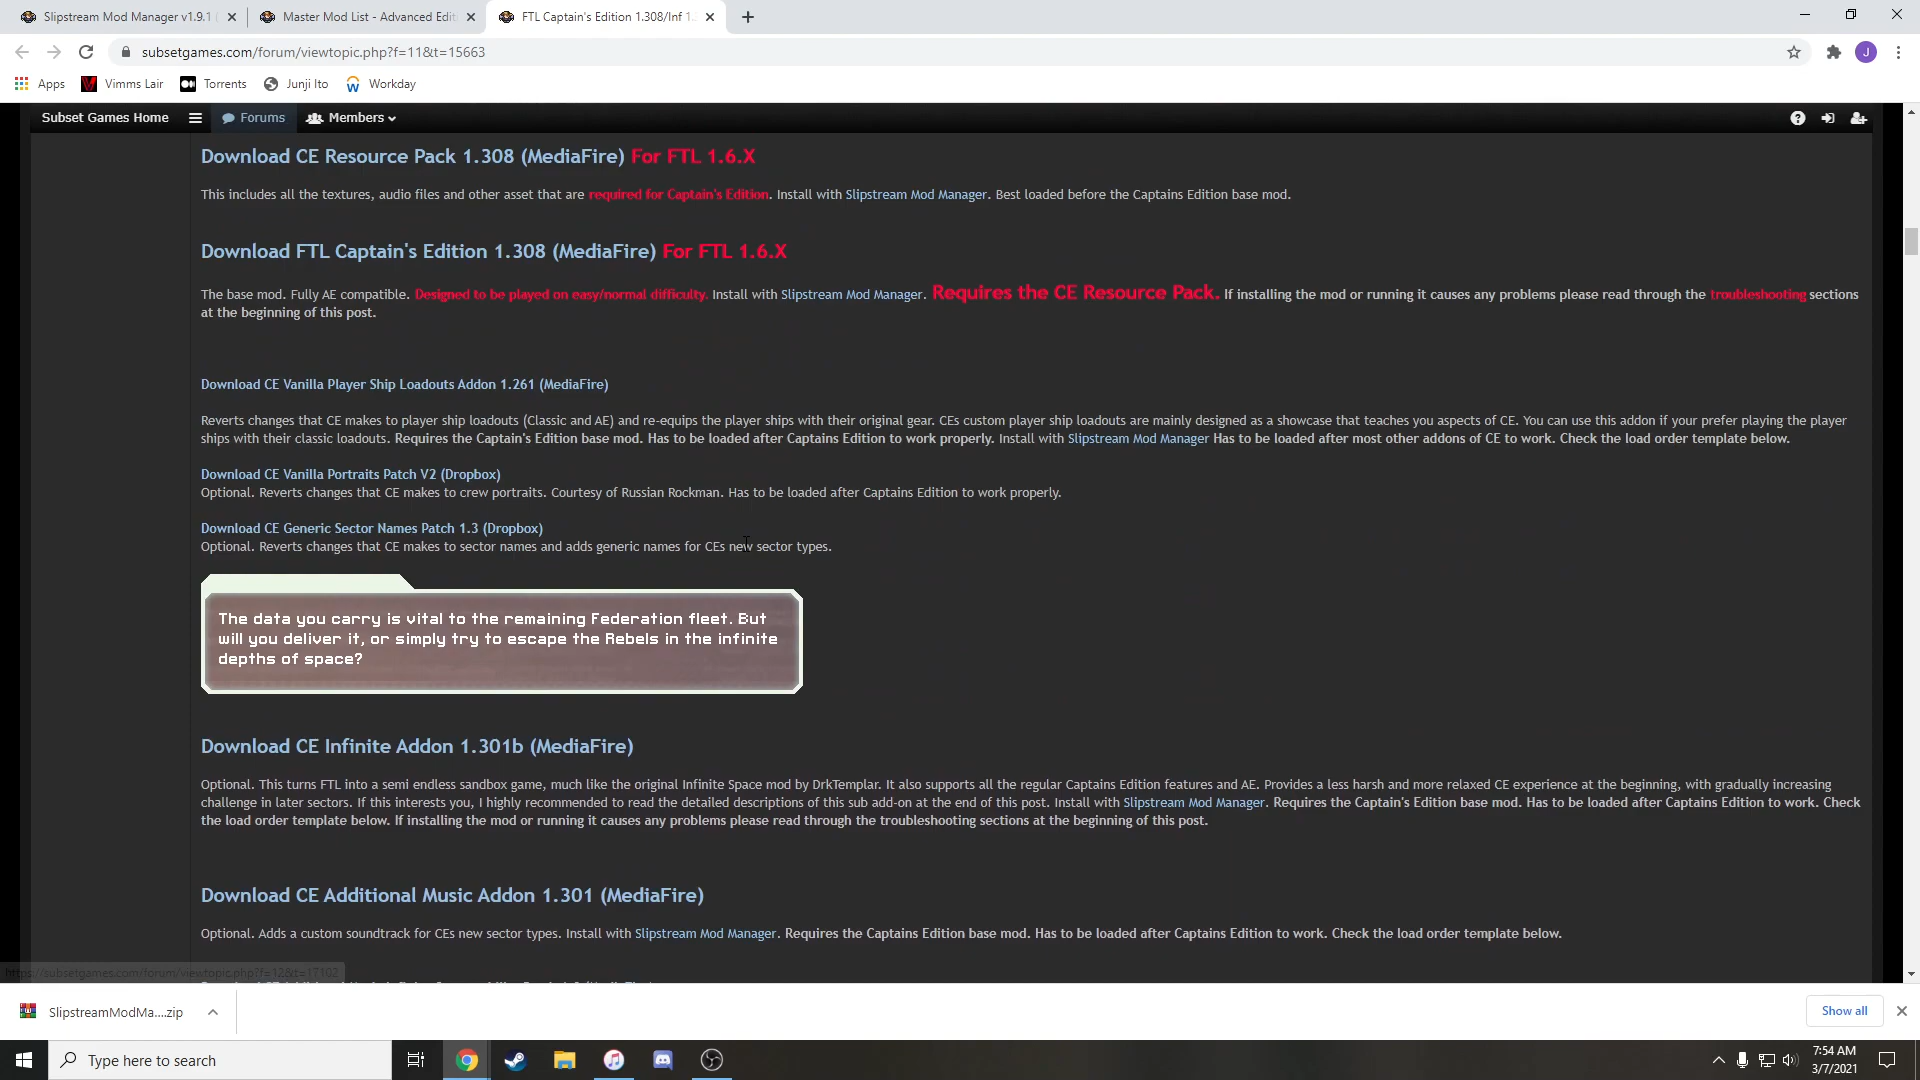 Slipstream Mod Manager v1.9.1
Master Mod List - Advanced Edit
FTL Captain's Edition 1.308/Inf 1.
subsetgames.com/forum/viewtopic.php?f=11&t=15663
J
Apps
Vimms Lair
Torrents
Junji Ito
Workday
Subset Games Home
Forums
Members
Download CE Resource Pack 1.308 (MediaFire) For FTL 1.6.X
This includes all the textures, audio files and other asset that are required for Captain's Edition. Install with Slipstream Mod Manager. Best loaded before the Captains Edition base mod.
Download FTL Captain's Edition 1.308 (MediaFire) For FTL 1.6.X
The base mod. Fully AE compatible. Designed to be played on easy/normal difficulty. Install with Slipstream Mod Manager. Requires the CE Resource Pack. If installing the mod or running it causes any problems please read through the troubleshooting sections
at the beginning of this post.
Download CE Vanilla Player Ship Loadouts Addon 1.261 (MediaFire)
Reverts changes that CE makes to player ship loadouts (Classic and AE) and re-equips the player ships with their original gear. CEs custom player ship loadouts are mainly designed as a showcase that teaches you aspects of CE. You can use this addon if your prefer playing the player
ships with their classic loadouts. Requires the Captain's Edition base mod. Has to be loaded after Captains Edition to work properly. Install with Slipstream Mod Manager Has to be loaded after most other addons of CE to work. Check the load order template below.
Download CE Vanilla Portraits Patch V2 (Dropbox)
Optional. Reverts changes that CE makes to crew portraits. Courtesy of Russian Rockman. Has to be loaded after Captains Edition to work properly.
Download CE Generic Sector Names Patch 1.3 (Dropbox)
Optional. Reverts changes that CE makes to sector names and adds generic names for CEs new sector types.
The data you carry is vital to the remaining Federation fleet. But
will you deliver it, or simply try to escape the Rebels in the infinite
depths of space?
Download CE Infinite Addon 1.301b (MediaFire)
Optional. This turns FTL into a semi endless sandbox game, much like the original Infinite Space mod by DrkTemplar. It also supports all the regular Captains Edition features and AE. Provides a less harsh and more relaxed CE experience at the beginning, with gradually increasing
challenge in later sectors. If this interests you, I highly recommended to read the detailed descriptions of this sub add-on at the end of this post. Install with Slipstream Mod Manager. Requires the Captain's Edition base mod. Has to be loaded after Captains Edition to work. Check
the load order template below. If installing the mod or running it causes any problems please read through the troubleshooting sections at the beginning of this post.
Download CE Additional Music Addon 1.301 (MediaFire)
Optional. Adds a custom soundtrack for CEs new sector types. Install with Slipstream Mod Manager. Requires the Captains Edition base mod. Has to be loaded after Captains Edition to work. Check the load order template below.
https://subsetgames.com/forum/viewtopic.php?f=12&t=17102
SlipstreamModMa....zip
Show all
Type here to search
7:54 AM
3/7/2021